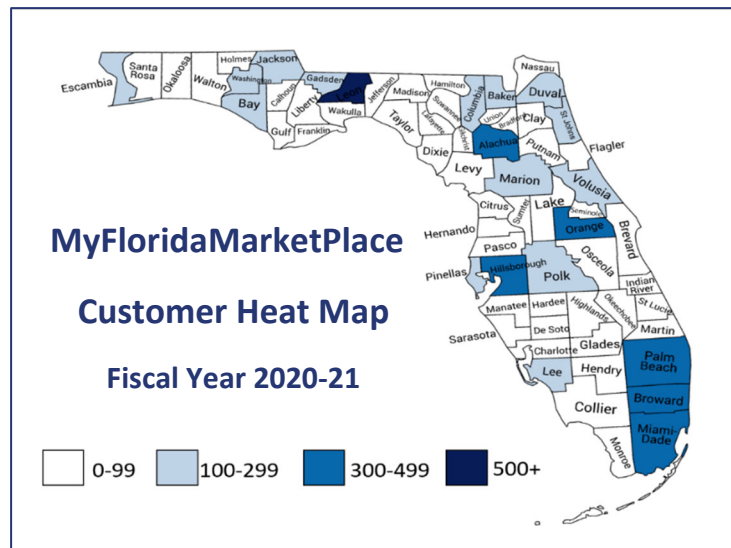 Nassau
Holmes
Jackson
Santa
Rosa
Okaloosa
Escambia
Walton
Washington
Gadsden
Leon
Jefferson
Hamilton
Madison
Columbia
Baker
Duval
Bay
Calhoun
Liberty
Wakulla
Suwannee
Union
Bradford
Clay
St Johns
Gulf
Franklin
Taylor
Lafayette
Gilchrist
Alachua
Putnam
Flagler
Dixie
Levy
Marion
Volusia
Citrus
Sumter
Lake
Seminole
Hernando
Orange
Brevard
Pasco
MyFloridaMarketPlace
Osceola
Pinellas
Hillsborough
Polk
Indian
River
Customer Heat Map
Manatee
Hardee
Highlands
Okeechobee
St Lucie
Sarasota
De Soto
Martin
Charlotte
Glades
Fiscal Year 2020-21
Lee
Hendry
Palm
Beach
Collier
Broward
Miami-
Dade
Monroe
0-99
100-299
300-499
500+